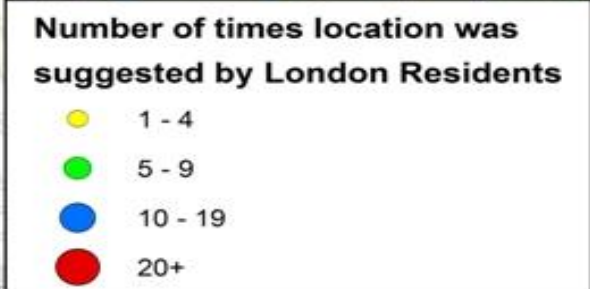 Number of times location was
suggested by London Residents
1 - 4
5 - 9
10 - 19
20+